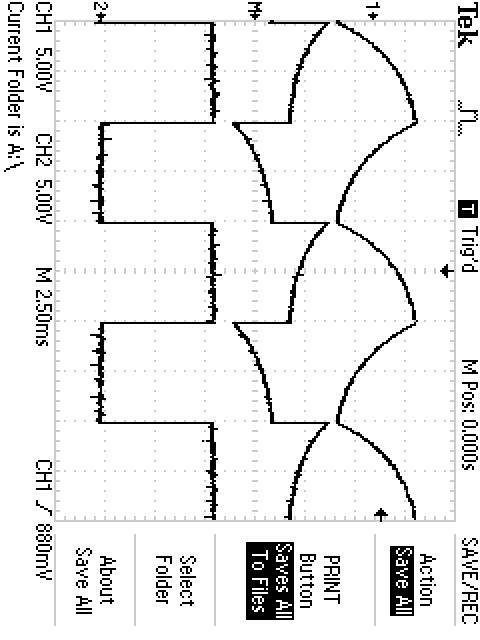 Tek T Trig'd M Pos: 0.000s SAVE/REC
Action
Save All
1
PRINT
Button
Saves All
To Files
M
Select
Folder
2
About
Save All
CH1 5.00V CH2 5.00V M 2.50ms CH1 / 880mV
Current Folder is A:\